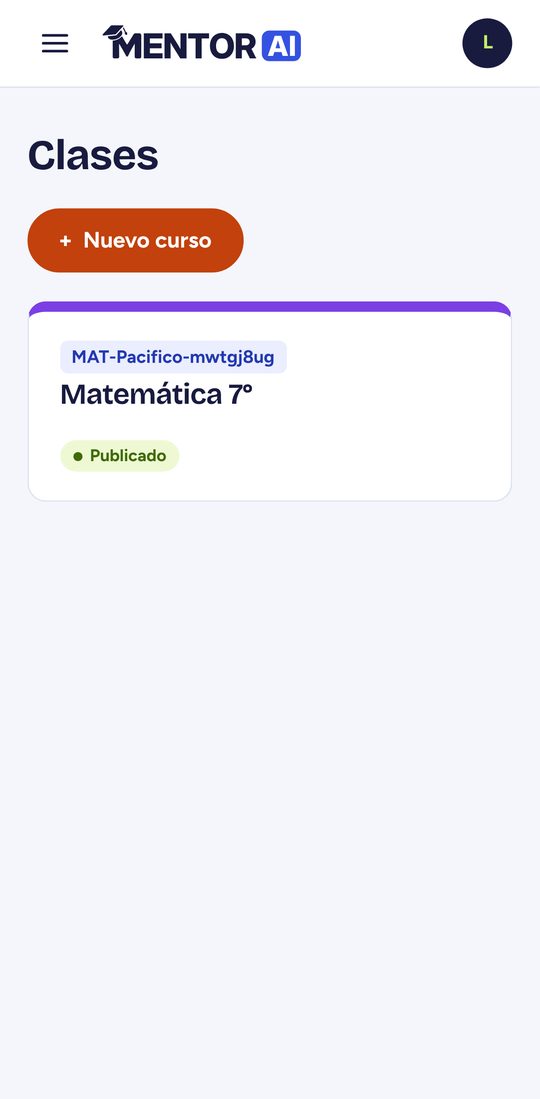 MENTOR AI
L
Clases
+ Nuevo curso
MAT-Pacifico-mwtgj8ug
Matemática 7°
Publicado